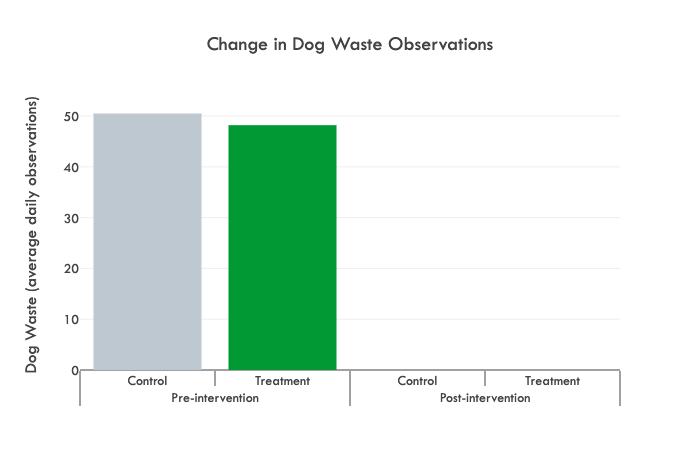 Change in Dog Waste Observations
Dog Waste (average daily observations)
50
40
30
20
10
0
Control Treatment Control Treatment
Pre-intervention Post-intervention